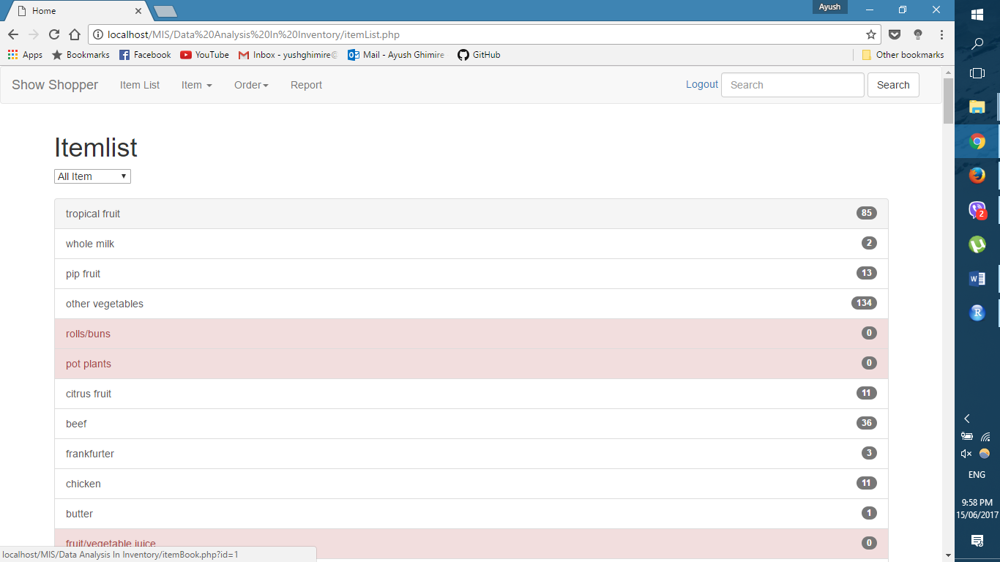 Home
Ayush
localhost/MIS/Data%20Analysis%20In%20Inventory/itemList.php
Apps Bookmarks Facebook YouTube Inbox - yushghimire@ Mail - Ayush Ghimire GitHub Other bookmarks
Show Shopper Item List Item Order Report Logout Search Search
Itemlist
All Item
tropical fruit 85
whole milk 2
pip fruit 13
other vegetables 134
rolls/buns 0
pot plants 0
citrus fruit 11
beef 36
frankfurter 3
chicken 11
butter 1
fruit/vegetable juice 0
localhost/MIS/Data Analysis In Inventory/itemBook.php?id=1
2
W
R
ENG
9:58 PM
15/06/2017